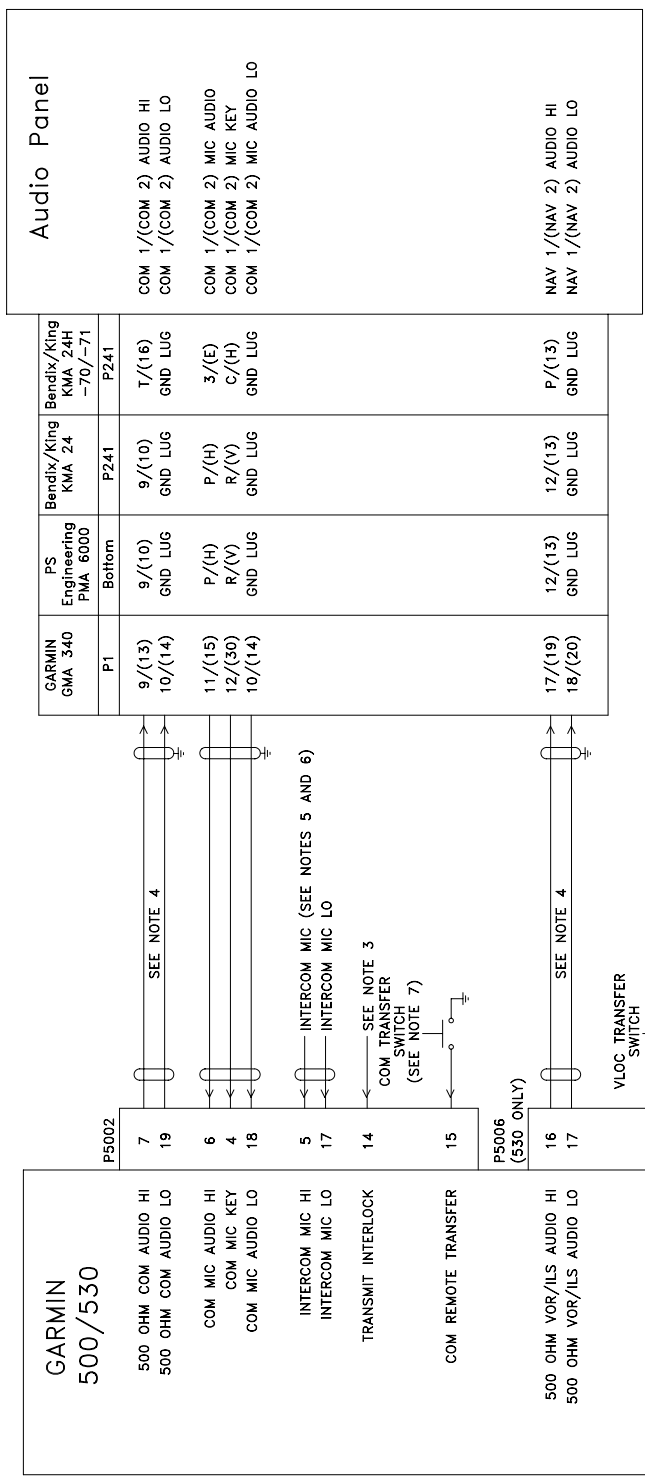 GARMIN
500/530
500 OHM COM AUDIO HI
500 OHM COM AUDIO LO
COM MIC AUDIO HI
COM MIC KEY
COM MIC AUDIO LO
INTERCOM MIC HI
INTERCOM MIC LO
TRANSMIT INTERLOCK
COM REMOTE TRANSFER
500 OHM VOR/ILS AUDIO HI
500 OHM VOR/ILS AUDIO LO
P5002
7
19
6
4
18
5
17
14
15
P5006
(530 ONLY)
16
17
SEE NOTE 4
INTERCOM MIC (SEE NOTES 5 AND 6)
INTERCOM MIC LO
SEE NOTE 3
COM TRANSFER
SWITCH
(SEE NOTE 7)
SEE NOTE 4
VLOC TRANSFER
SWITCH
GARMIN
GMA 340
P1
9/(13)
10/(14)
11/(15)
12/(30)
10/(14)
17/(19)
18/(20)
PS
Engineering
PMA 6000
Bottom
9/(10)
GND LUG
P/(H)
R/(V)
GND LUG
12/(13)
GND LUG
Bendix/King
KMA 24
P241
9/(10)
GND LUG
P/(H)
R/(V)
GND LUG
12/(13)
GND LUG
Bendix/King
KMA 24H
-70/-71
P241
T/(16)
GND LUG
3/(E)
C/(H)
GND LUG
P/(13)
GND LUG
Audio Panel
COM 1/(COM 2) AUDIO HI
COM 1/(COM 2) AUDIO LO
COM 1/(COM 2) MIC AUDIO
COM 1/(COM 2) MIC KEY
COM 1/(COM 2) MIC AUDIO LO
NAV 1/(NAV 2) AUDIO HI
NAV 1/(NAV 2) AUDIO LO